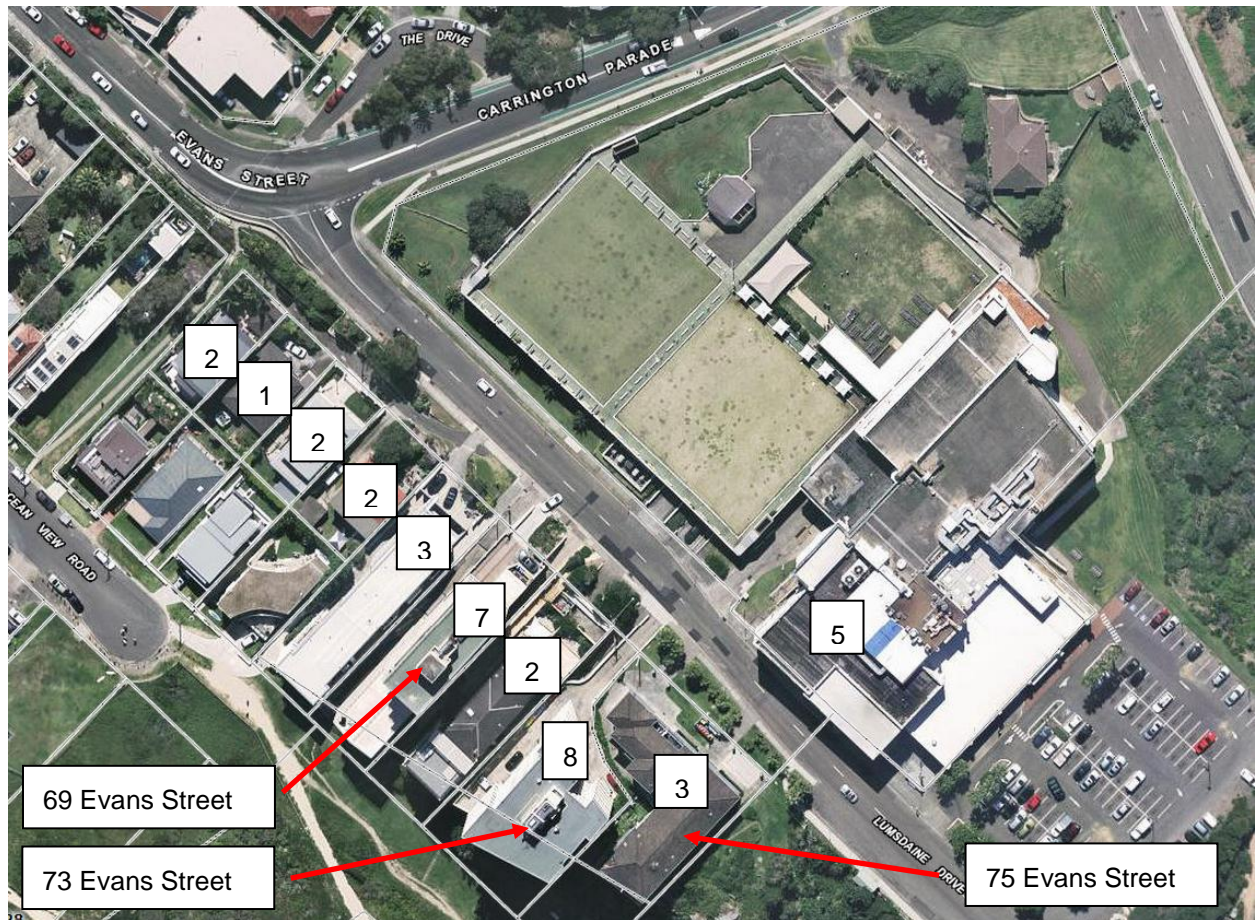 THE DRIVE
CARRINGTON PARADE
EVANS STREET
2
1
2
2
3
OCEAN VIEW ROAD
7
2
5
8
3
69 Evans Street
73 Evans Street
LUMSDAINE DRIVE
75 Evans Street